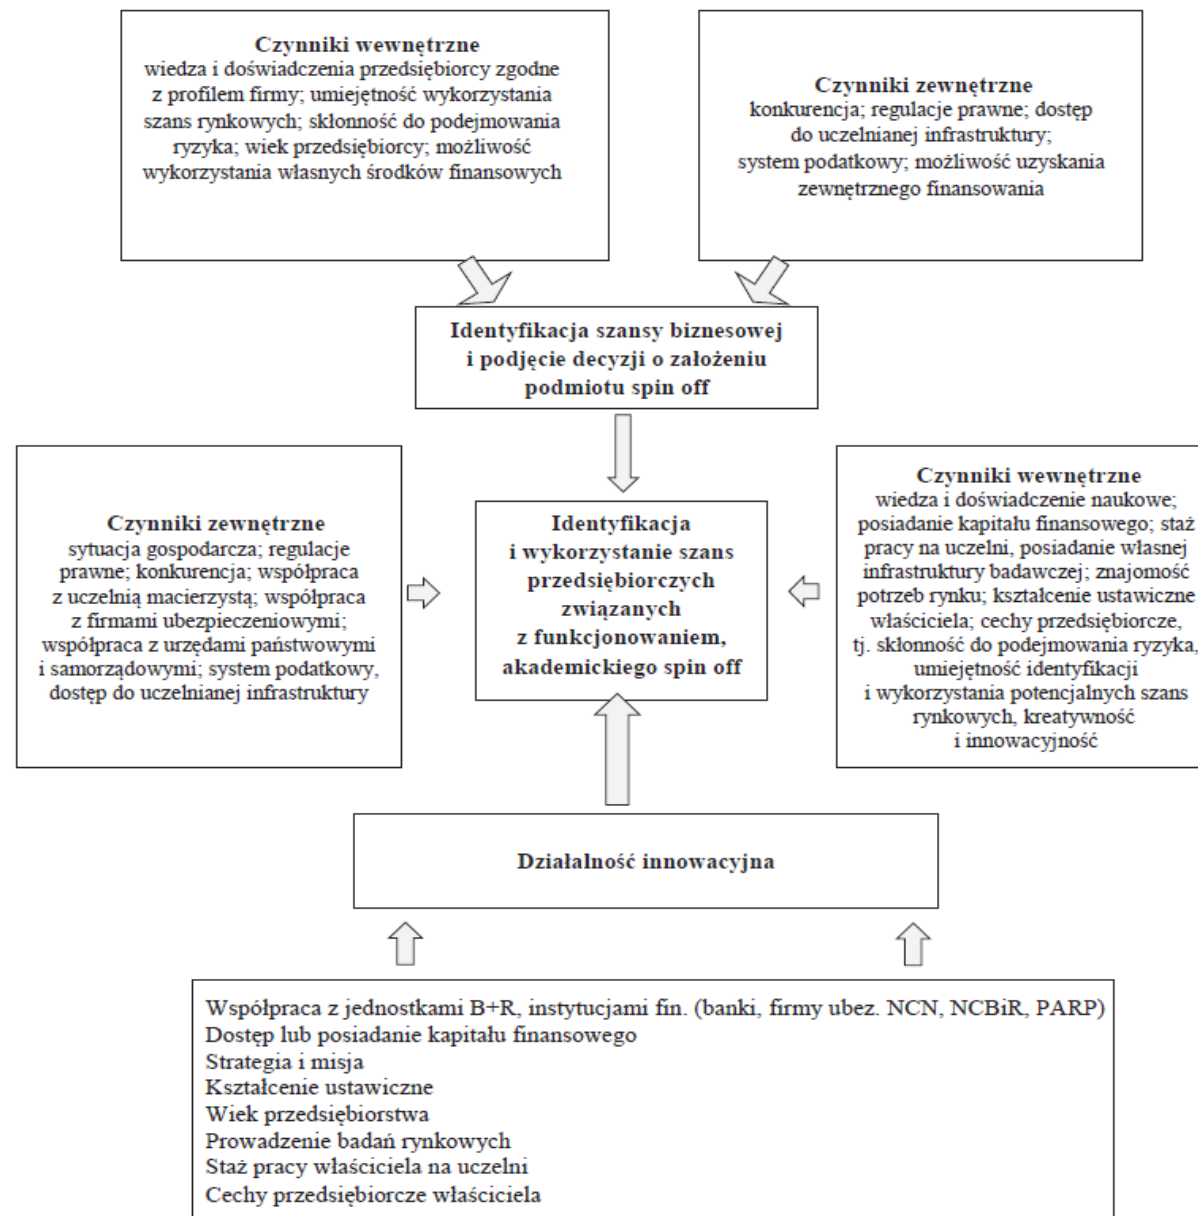 Czynniki wewnętrzne
wiedza i doświadczenia przedsiębiorcy zgodne
z profilem firmy; umiejętność wykorzystania
szans rynkowych; skłonność do podejmowania
ryzyka; wiek przedsiębiorcy; możliwość
wykorzystania własnych środków finansowych
Czynniki zewnętrzne
konkurencja; regulacje prawne; dostęp
do uczelnianej infrastruktury;
system podatkowy; możliwość uzyskania
zewnętrznego finansowania
Identyfikacja szansy biznesowej
i podjęcie decyzji o założeniu
podmiotu spin off
Czynniki zewnętrzne
sytuacja gospodarcza; regulacje
prawne; konkurencja; współpraca
z uczelnią macierzystą; współpraca
z firmami ubezpieczeniowymi;
współpraca z urzędami państwowymi
i samorządowymi; system podatkowy,
dostęp do uczelnianej infrastruktury
Identyfikacja
i wykorzystanie szans
przedsiębiorczych
związanych
z funkcjonowaniem,
akademickiego spin off
Czynniki wewnętrzne
wiedza i doświadczenie naukowe;
posiadanie kapitału finansowego; staż
pracy na uczelni, posiadanie własnej
infrastruktury badawczej; znajomość
potrzeb rynku; kształcenie ustawiczne
właściciela; cechy przedsiębiorcze,
tj. skłonność do podejmowania ryzyka,
umiejętność identyfikacji
i wykorzystania potencjalnych szans
rynkowych, kreatywność
i innowacyjność
Działalność innowacyjna
Współpraca z jednostkami B+R, instytucjami fin. (banki, firmy ubez. NCN, NCBiR, PARP)
Dostęp lub posiadanie kapitału finansowego
Strategia i misja
Kształcenie ustawiczne
Wiek przedsiębiorstwa
Prowadzenie badań rynkowych
Staż pracy właściciela na uczelni
Cechy przedsiębiorcze właściciela